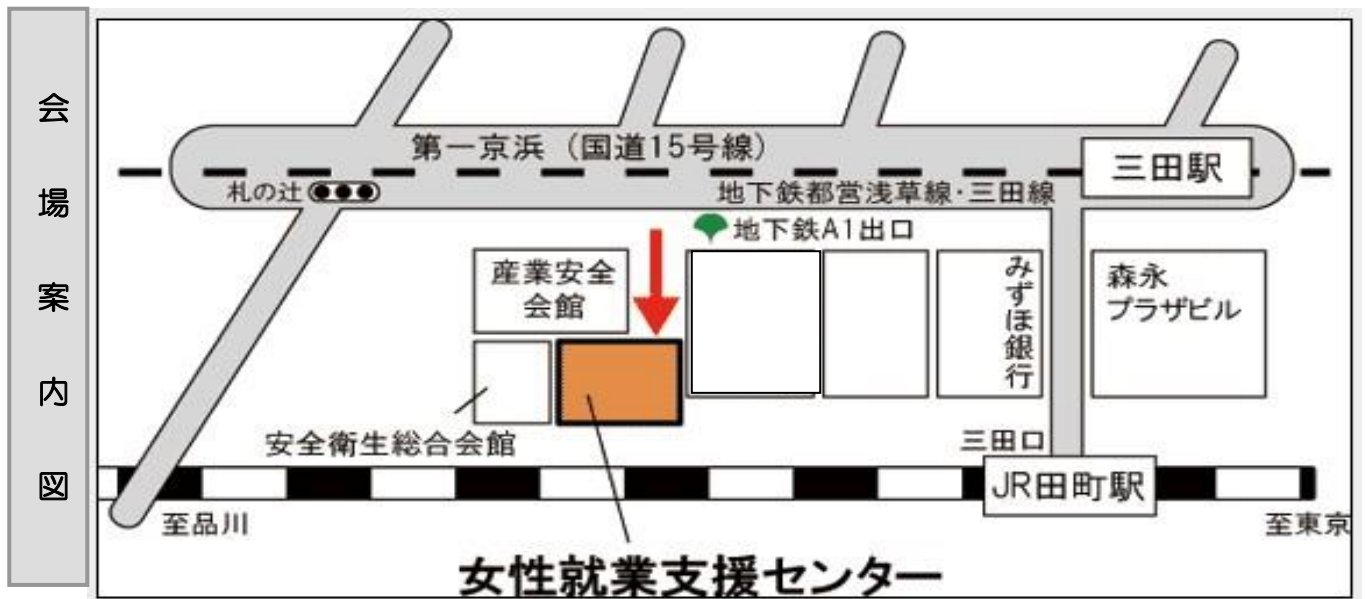 会場案内図
第一京浜（国道15号線）
三田駅
札の辻
地下鉄都営浅草線・三田線
地下鉄A1出口
産業安全
会館
みずほ銀行
森永
プラザビル
安全衛生総合会館
三田口
JR田町駅
至品川
至東京
女性就業支援センター